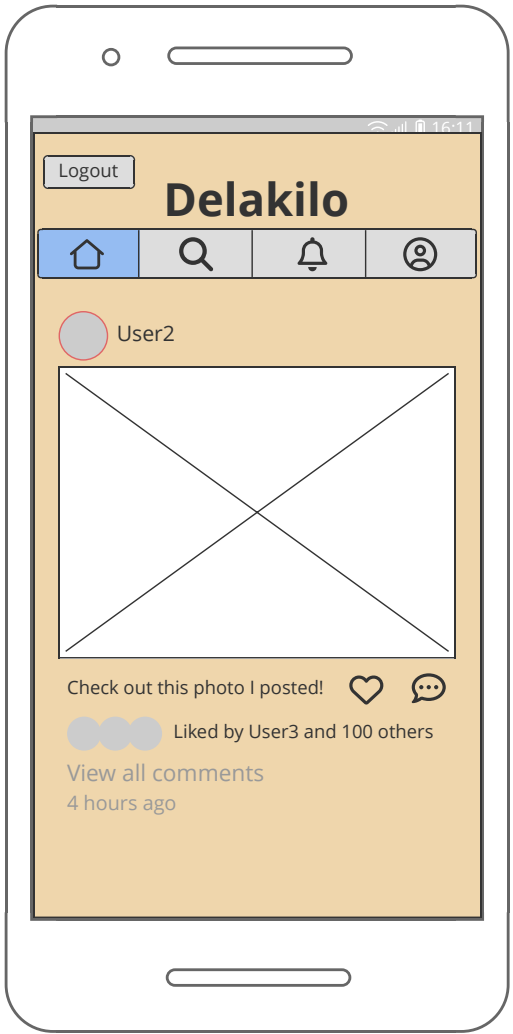 16:11
Logout
Delakilo
User2
Check out this photo I posted!
Liked by User3 and 100 others
View all comments
4 hours ago